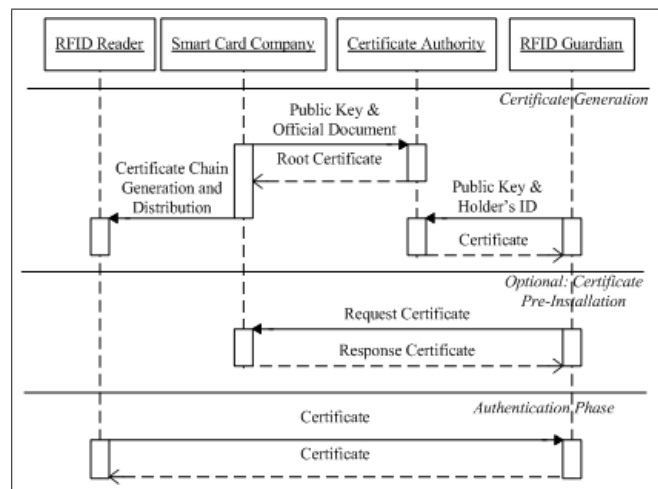 RFID Reader
Smart Card Company
Certificate Authority
RFID Guardian
Certificate Generation
Public Key &
Official Document
Root Certificate
Certificate Chain
Generation and
Distribution
Public Key &
Holder's ID
Certificate
Optional: Certificate
Pre-Installation
Request Certificate
Response Certificate
Authentication Phase
Certificate
Certificate